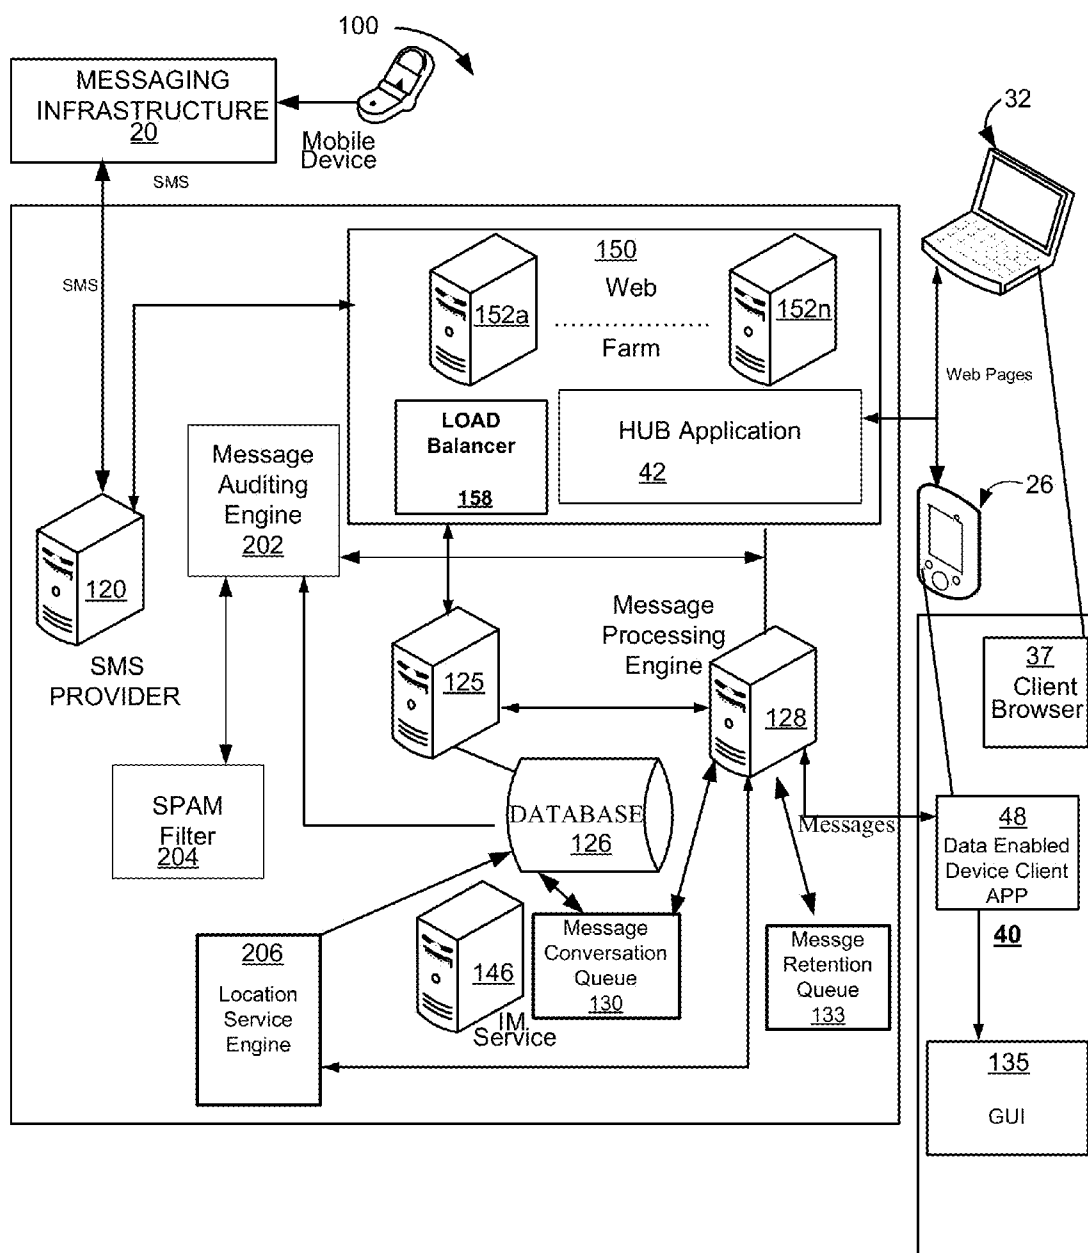 100
MESSAGING
INFRASTRUCTURE
20
Mobile
Device
SMS
32
SMS
150
Web
152a
152n
Farm
Web Pages
LOAD
Balancer
158
HUB Application
42
Message
Auditing
Engine
202
26
120
SMS
PROVIDER
Message
Processing
Engine
125
128
37
Client
Browser
SPAM
Filter
204
DATABASE
126
Messages
48
Data Enabled
Device Client
APP
40
206
Location
Service
Engine
146
IM
Service
Message
Conversation
Queue
130
Messge
Retention
Queue
133
135
GUI